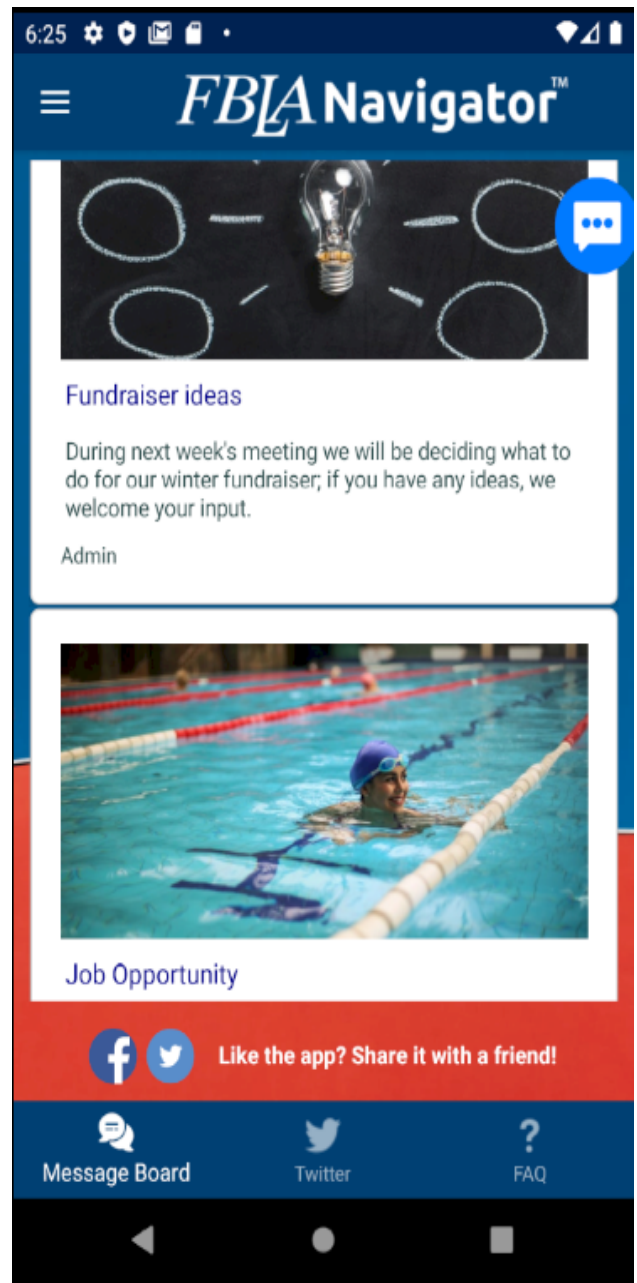 6:25
FBLA Navigator™
Fundraiser ideas
During next week's meeting we will be deciding what to
do for our winter fundraiser; if you have any ideas, we
welcome your input.
Admin
Job Opportunity
Like the app? Share it with a friend!
Message Board
Twitter
FAQ